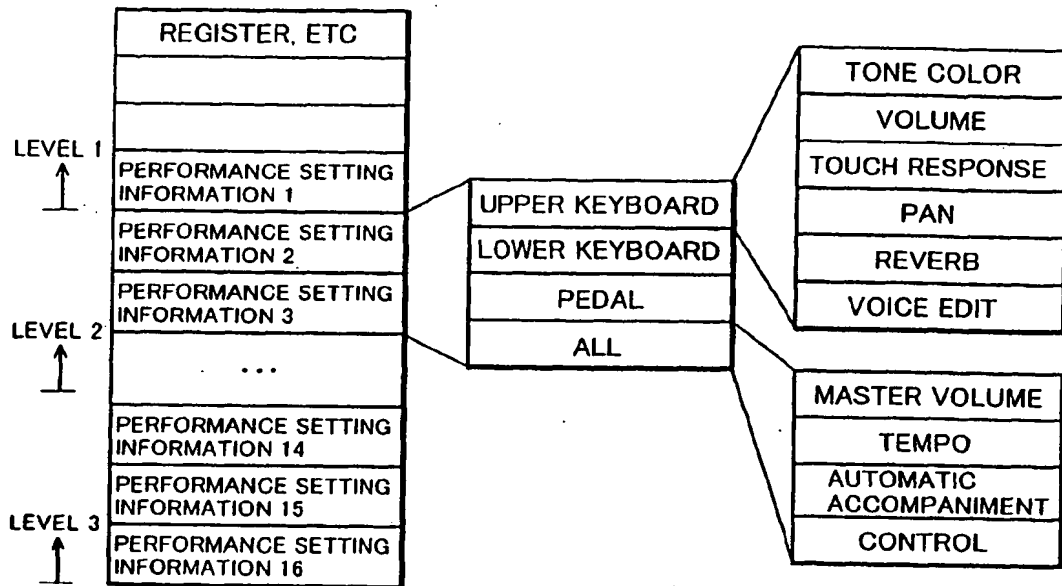 REGISTER, ETC
LEVEL 1
PERFORMANCE SETTING
INFORMATION 1
PERFORMANCE SETTING
INFORMATION 2
PERFORMANCE SETTING
INFORMATION 3
LEVEL 2
...
PERFORMANCE SETTING
INFORMATION 14
PERFORMANCE SETTING
INFORMATION 15
LEVEL 3
PERFORMANCE SETTING
INFORMATION 16
UPPER KEYBOARD
LOWER KEYBOARD
PEDAL
ALL
TONE COLOR
VOLUME
TOUCH RESPONSE
PAN
REVERB
VOICE EDIT
MASTER VOLUME
TEMPO
AUTOMATIC
ACCOMPANIMENT
CONTROL